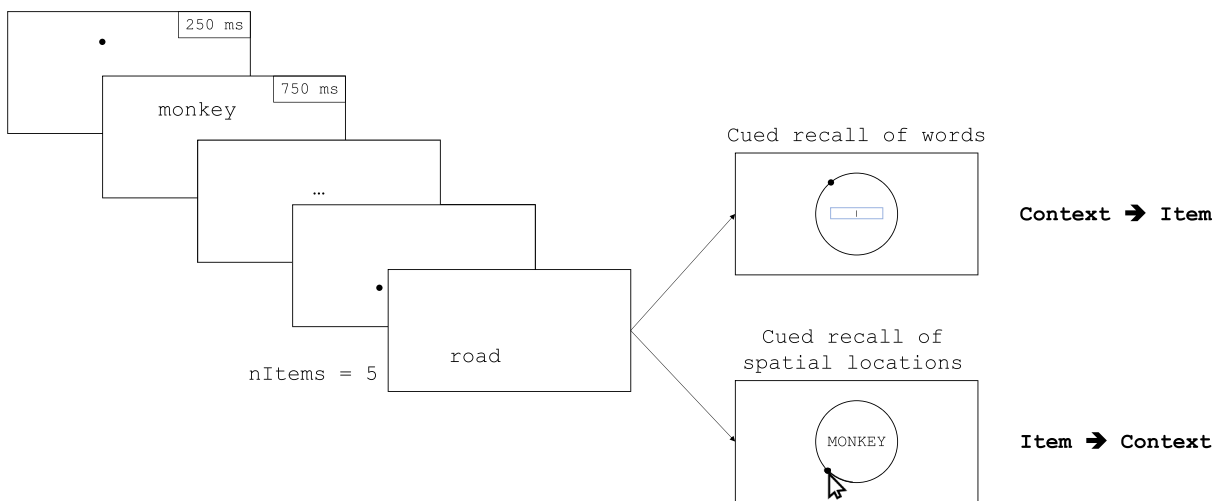 250 ms
monkey
750 ms
...
nItems = 5
road
Cued recall of words
Context ➔ Item
Cued recall of
spatial locations
MONKEY
Item ➔ Context